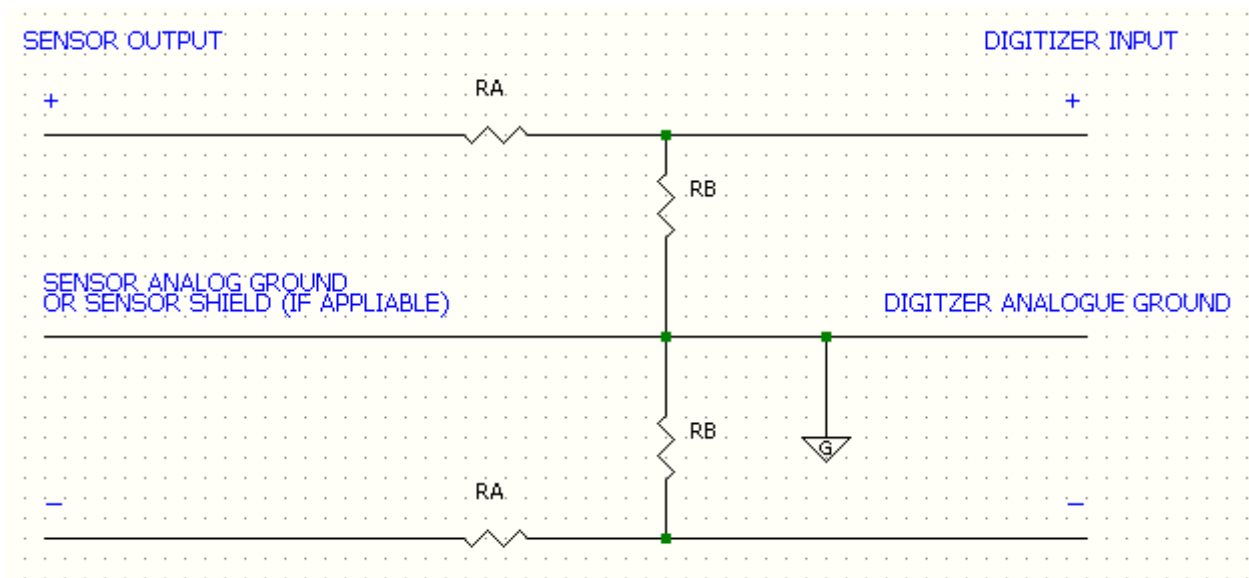 SENSOR OUTPUT
DIGITIZER INPUT
RA
+
+
RB
SENSOR ANALOG GROUND
OR SENSOR SHIELD (IF APPLIABLE)
DIGITZER ANALOGUE GROUND
RB
G
RA
–
–